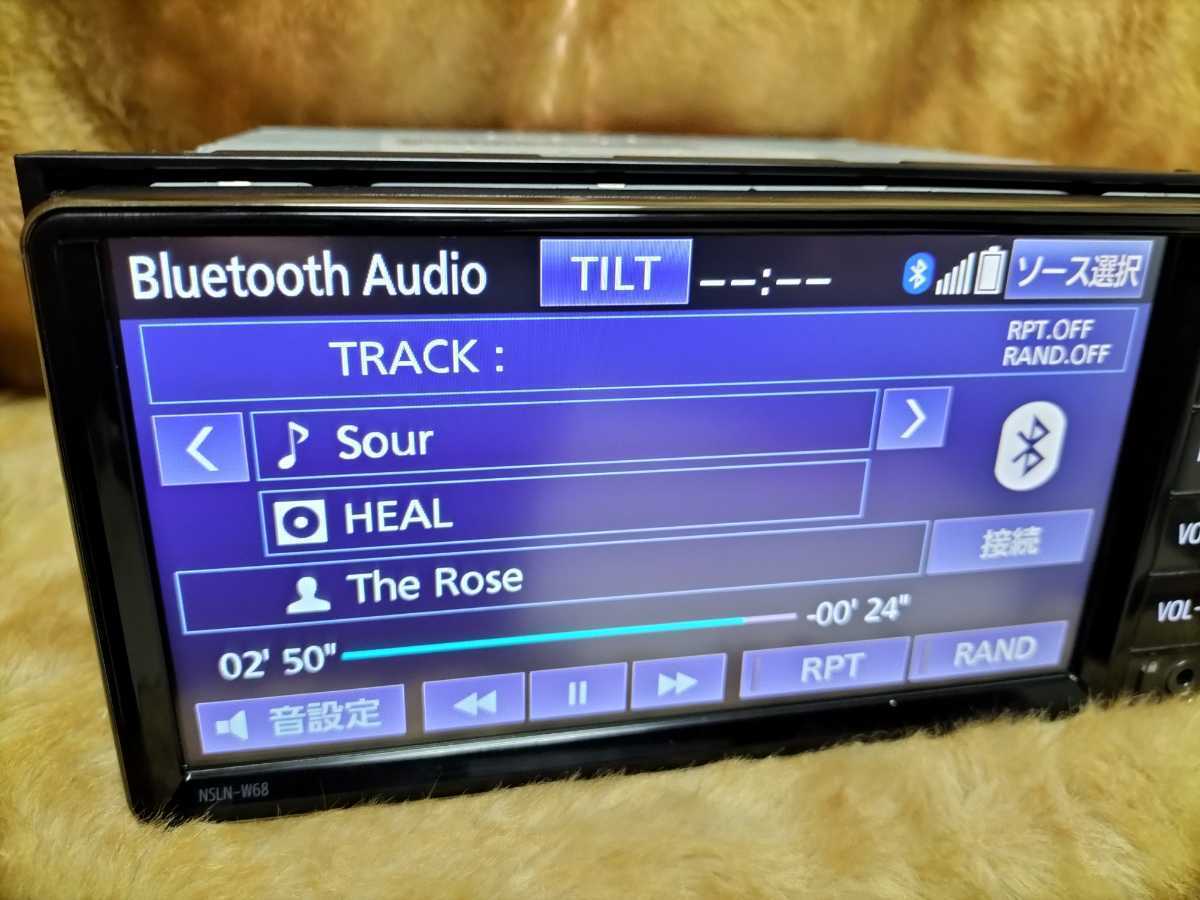 Bluetooth Audio TILT --:-- ソース選択
TRACK : RPT.OFF
RAND.OFF
Sour
HEAL
接続
The Rose
02' 50" -00' 24"
音設定 RPT RAND
VOL-
NSLN-W68